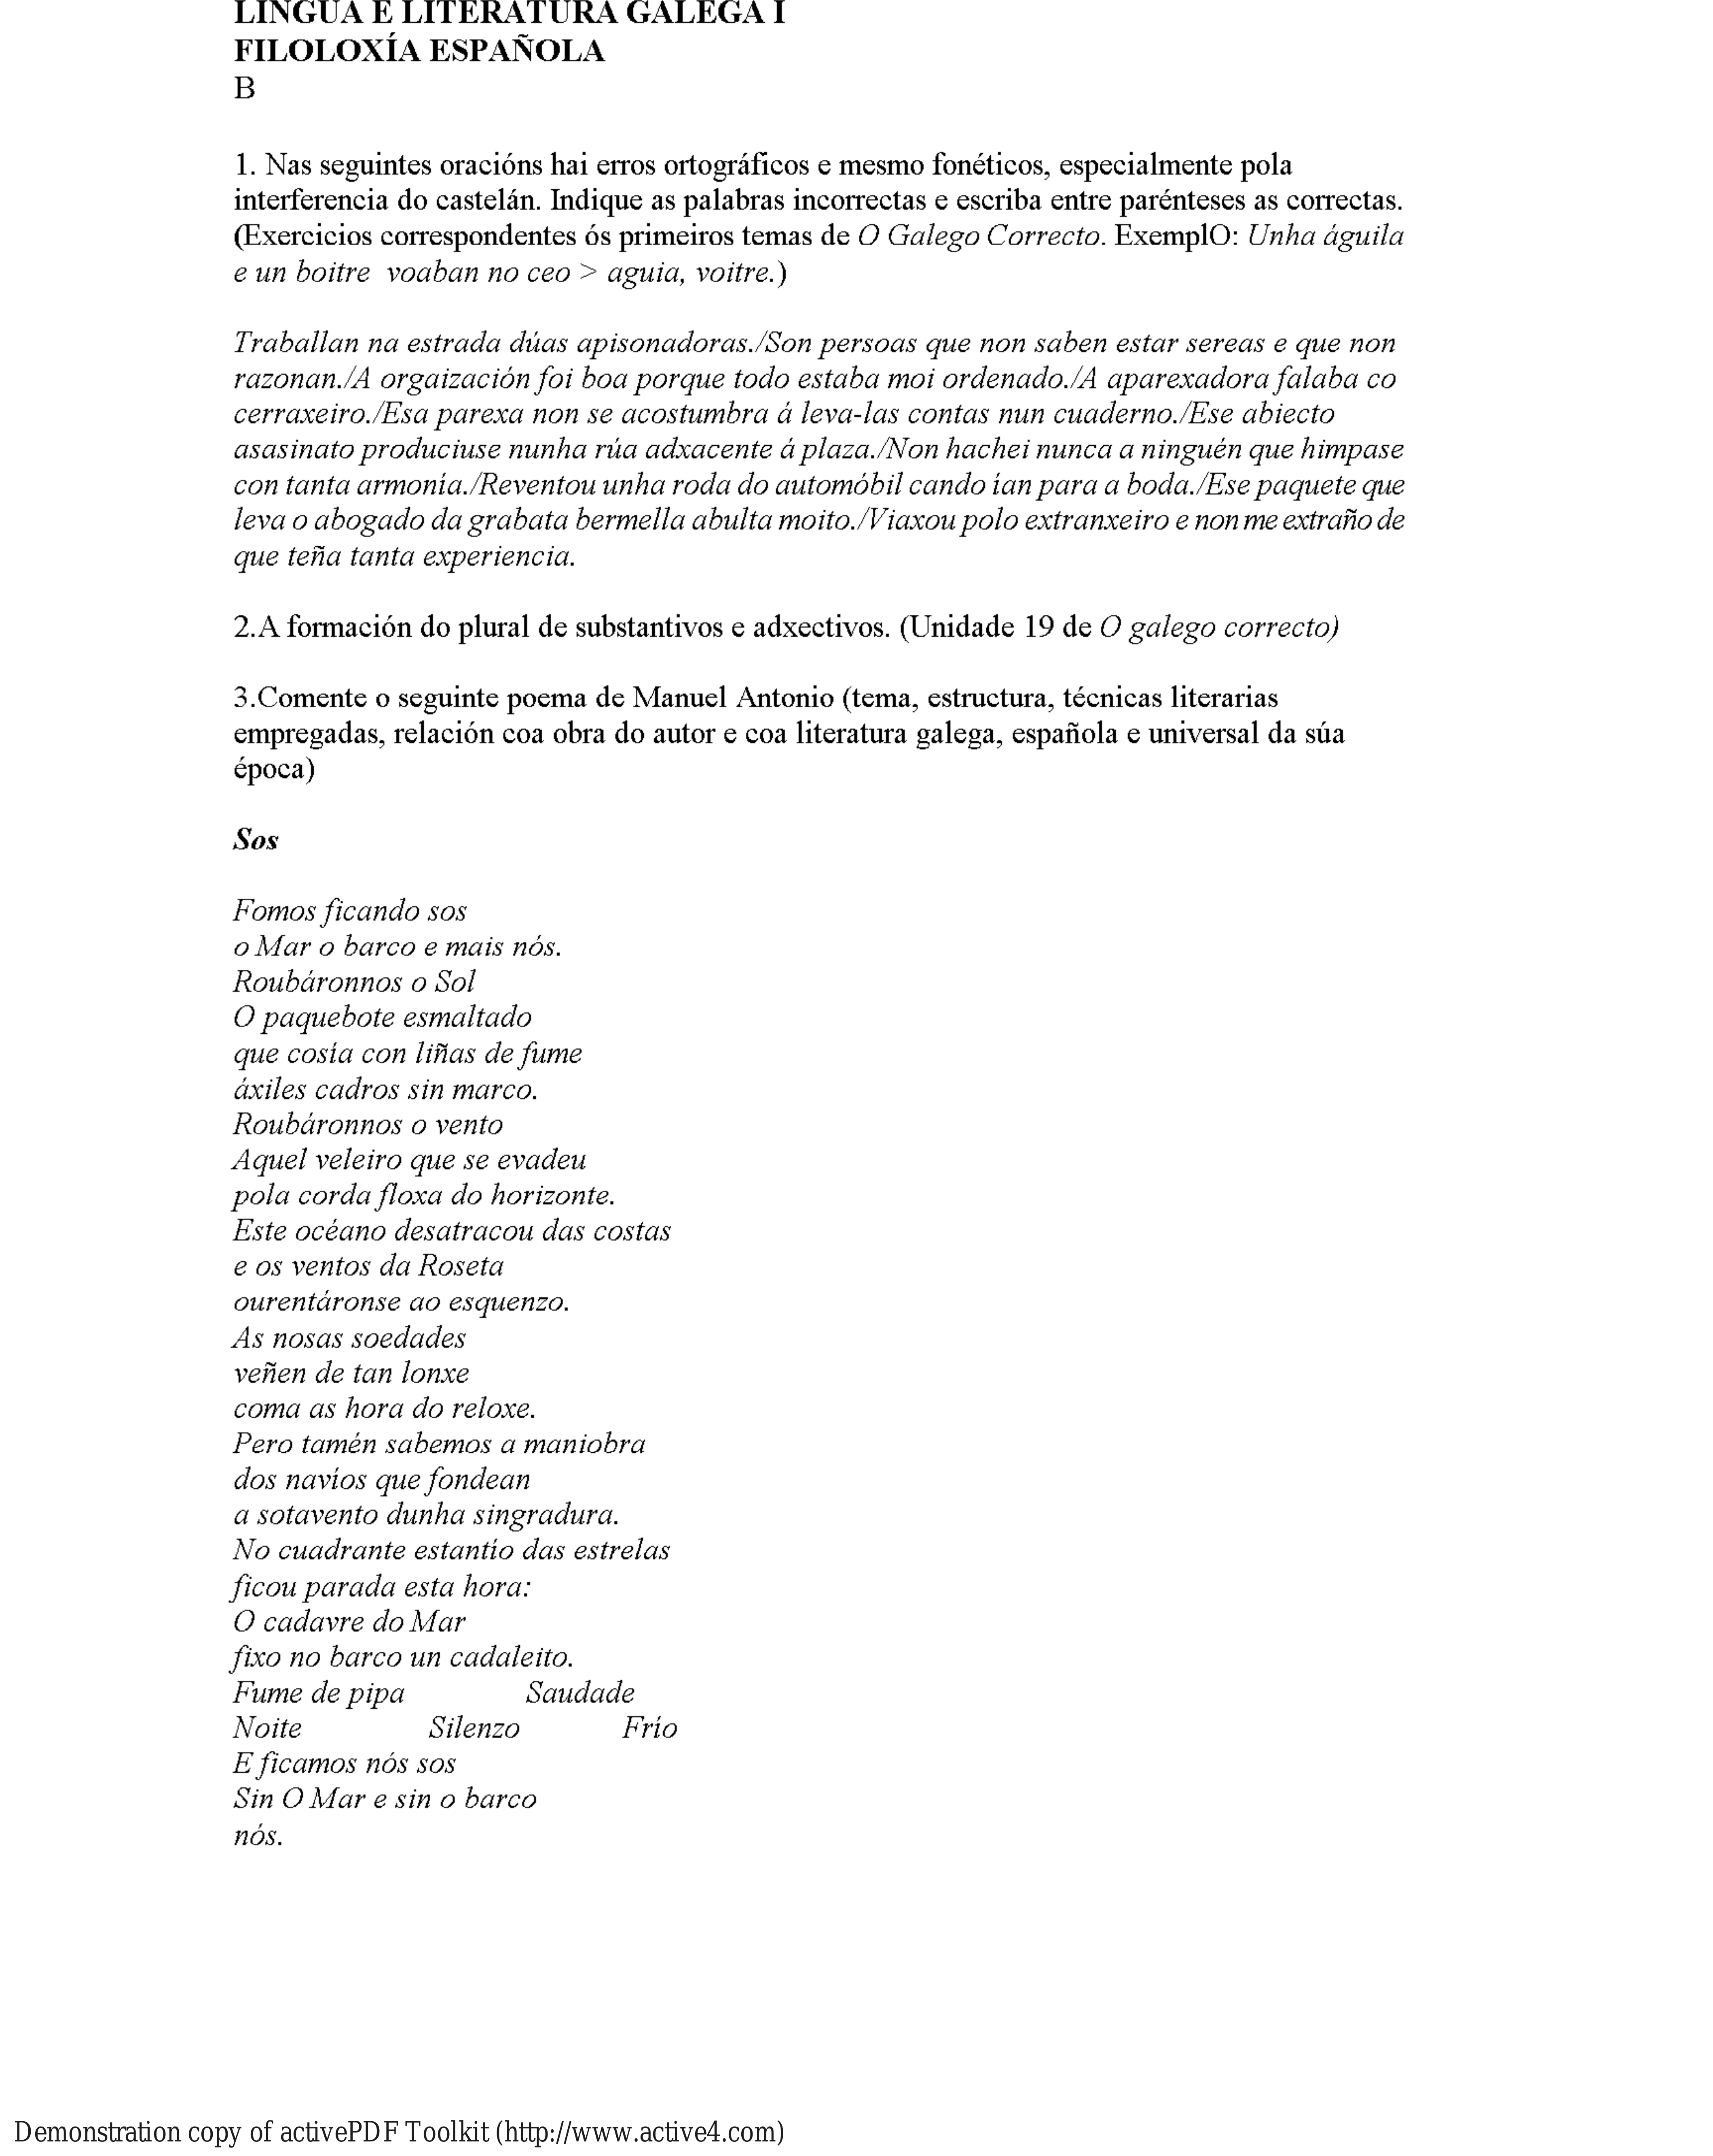 LINGUA E LITERATURA GALEGA I
FILOLOXÍA ESPAÑOLA
B
1. Nas seguintes oracións hai erros ortográficos e mesmo fonéticos, especialmente pola
interferencia do castelán. Indique as palabras incorrectas e escriba entre parénteses as correctas.
(Exercicios correspondentes ós primeiros temas de O Galego Correcto. ExemplO: Unha águila
e un boitre voaban no ceo > aguia, voitre.)
Traballan na estrada dúas apisonadoras./Son persoas que non saben estar sereas e que non
razonan./A orgaización foi boa porque todo estaba moi ordenado./A aparexadora falaba co
cerraxeiro./Esa parexa non se acostumbra á leva-las contas nun cuaderno./Ese abiecto
asasinato produciuse nunha rúa adxacente á plaza./Non hachei nunca a ninguén que himpase
con tanta armonía./Reventou unha roda do automóbil cando ían para a boda./Ese paquete que
leva o abogado da grabata bermella abulta moito./Viaxou polo extranxeiro e non me extraño de
que teña tanta experiencia.
2.A formación do plural de substantivos e adxectivos. (Unidade 19 de O galego correcto)
3.Comente o seguinte poema de Manuel Antonio (tema, estructura, técnicas literarias
empregadas, relación coa obra do autor e coa literatura galega, española e universal da súa
época)
Sos
Fomos ficando sos
o Mar o barco e mais nós.
Roubáronnos o Sol
O paquebote esmaltado
que cosía con liñas de fume
áxiles cadros sin marco.
Roubáronnos o vento
Aquel veleiro que se evadeu
pola corda floxa do horizonte.
Este océano desatracou das costas
e os ventos da Roseta
ourentáronse ao esquenzo.
As nosas soedades
veñen de tan lonxe
coma as hora do reloxe.
Pero tamén sabemos a maniobra
dos navíos que fondean
a sotavento dunha singradura.
No cuadrante estantío das estrelas
ficou parada esta hora:
O cadavre do Mar
fixo no barco un cadaleito.
Fume de pipa Saudade
Noite Silenzo Frío
E ficamos nós sos
Sin O Mar e sin o barco
nós.
Demonstration copy of activePDF Toolkit (http://www.active4.com)